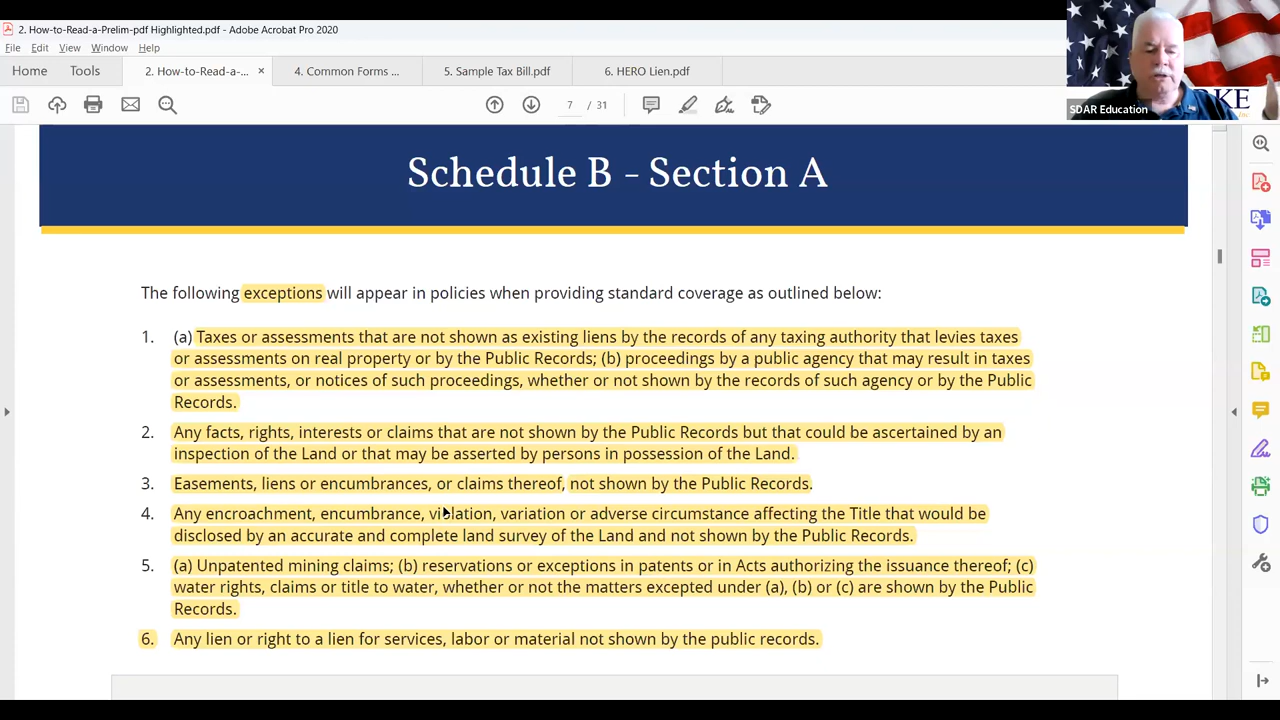 2. How-to-Read-a-Prelim-pdf Highlighted.pdf - Adobe Acrobat Pro 2020
File Edit View Window Help
Home Tools 2. How-to-Read-a-... × 4. Common Forms ... 5. Sample Tax Bill.pdf 6. HERO Lien.pdf
7 / 31
SDAR Education
Schedule B - Section A
The following exceptions will appear in policies when providing standard coverage as outlined below:
1. (a) Taxes or assessments that are not shown as existing liens by the records of any taxing authority that levies taxes
or assessments on real property or by the Public Records; (b) proceedings by a public agency that may result in taxes
or assessments, or notices of such proceedings, whether or not shown by the records of such agency or by the Public
Records.
2. Any facts, rights, interests or claims that are not shown by the Public Records but that could be ascertained by an
inspection of the Land or that may be asserted by persons in possession of the Land.
3. Easements, liens or encumbrances, or claims thereof, not shown by the Public Records.
4. Any encroachment, encumbrance, violation, variation or adverse circumstance affecting the Title that would be
disclosed by an accurate and complete land survey of the Land and not shown by the Public Records.
5. (a) Unpatented mining claims; (b) reservations or exceptions in patents or in Acts authorizing the issuance thereof; (c)
water rights, claims or title to water, whether or not the matters excepted under (a), (b) or (c) are shown by the Public
Records.
6. Any lien or right to a lien for services, labor or material not shown by the public records.